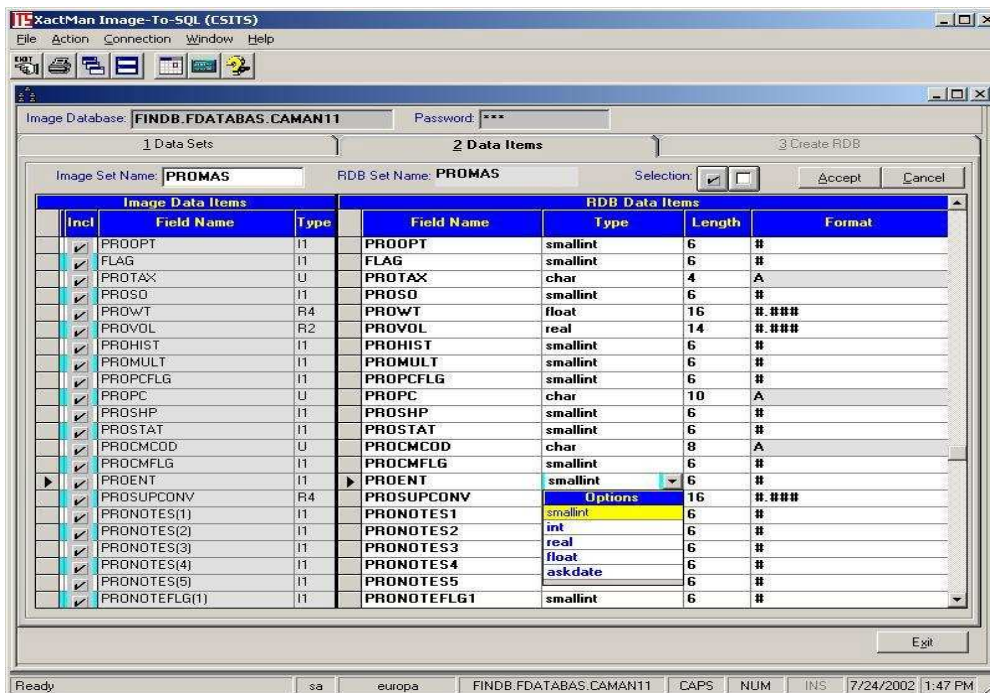 ITS XactMan Image-To-SQL (CSITS)
File Action Connection Window Help
EXIT
Image Database: FINDB.FDATABAS.CAMAN11 Password: ***
1 Data Sets 2 Data Items 3 Create RDB
Image Set Name: PROMAS RDB Set Name: PROMAS Selection: Accept Cancel
Image Data Items RDB Data Items
Incl Field Name Type Field Name Type Length Format
PROOPT I1 PROOPT smallint 6 #
FLAG I1 FLAG smallint 6 #
PROTAX U PROTAX char 4 A
PROSO I1 PROSO smallint 6 #
PROWT R4 PROWT float 16 #.###
PROVOL R2 PROVOL real 14 #.###
PROHIST I1 PROHIST smallint 6 #
PROMULT I1 PROMULT smallint 6 #
PROPCFLG I1 PROPCFLG smallint 6 #
PROPC U PROPC char 10 A
PROSHP I1 PROSHP smallint 6 #
PROSTAT I1 PROSTAT smallint 6 #
PROCMCOD U PROCMCOD char 8 A
PROCMFLG I1 PROCMFLG smallint 6 #
PROENT I1 PROENT smallint 6 #
PROSUPCONV R4 PROSUPCONV Options 16 #.###
PRONOTES(1) I1 PRONOTES1 smallint 6 #
PRONOTES(2) I1 PRONOTES2 int 6 #
PRONOTES(3) I1 PRONOTES3 real 6 #
PRONOTES(4) I1 PRONOTES4 float 6 #
PRONOTES(5) I1 PRONOTES5 askdate 6 #
PRONOTEFLG(1) I1 PRONOTEFLG1 smallint 6 #
Exit
Ready sa europa FINDB.FDATABAS.CAMAN11 CAPS NUM INS 7/24/2002 1:47 PM